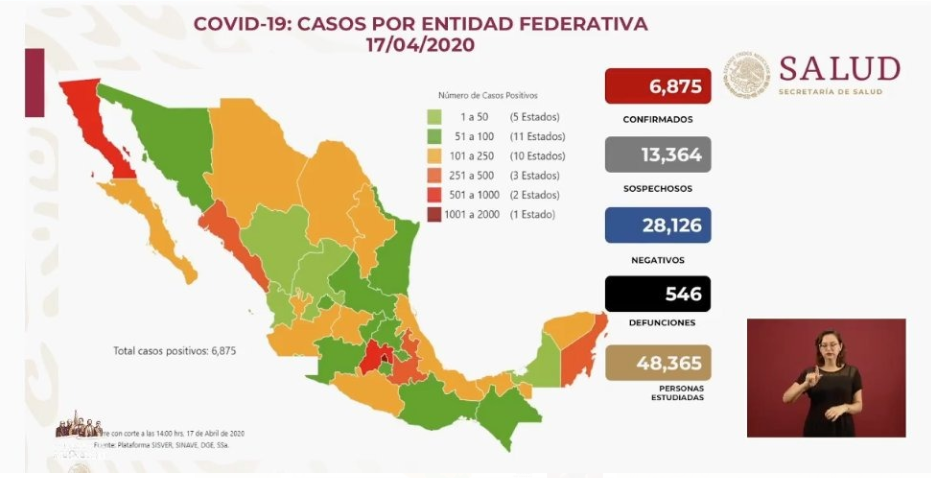 COVID-19: CASOS POR ENTIDAD FEDERATIVA
17/04/2020
SALUD
SECRETARÍA DE SALUD
Número de Casos Positivos
1 a 50 (5 Estados)
51 a 100 (11 Estados)
101 a 250 (10 Estados)
251 a 500 (3 Estados)
501 a 1000 (2 Estados)
1001 a 2000 (1 Estado)
6,875
CONFIRMADOS
13,364
SOSPECHOSOS
28,126
NEGATIVOS
546
DEFUNCIONES
48,365
PERSONAS
ESTUDIADAS
Total casos positivos: 6,875
con corte a las 14:00 hrs, 17 de Abril de 2020
Fuente: Plataforma SISVER, SINAVE, DGE, SSa.